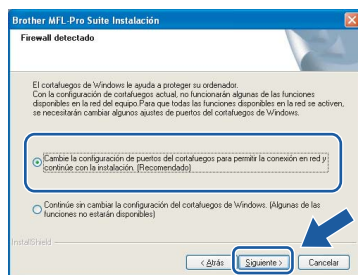 Brother MFL-Pro Suite Instalación
Firewall detectado
El cortafuegos de Windows le ayuda a proteger su ordenador.
Con la configuración de cortafuegos actual, no funcionarán algunas de las funciones
disponibles en la red del equipo.Para que todas las funciones disponibles en la red se activen,
se necesitarán cambiar algunos ajustes de puertos del cortafuegos de Windows.
Cambie la configuración de puertos del cortafuegos para permitir la conexión en red y
continúe con la instalación. (Recomendado)
Continúe sin cambiar la configuración del cortafuegos de Windows. (Algunas de las
funciones no estarán disponibles)
InstallShield
< Atrás
Siguiente >
Cancelar